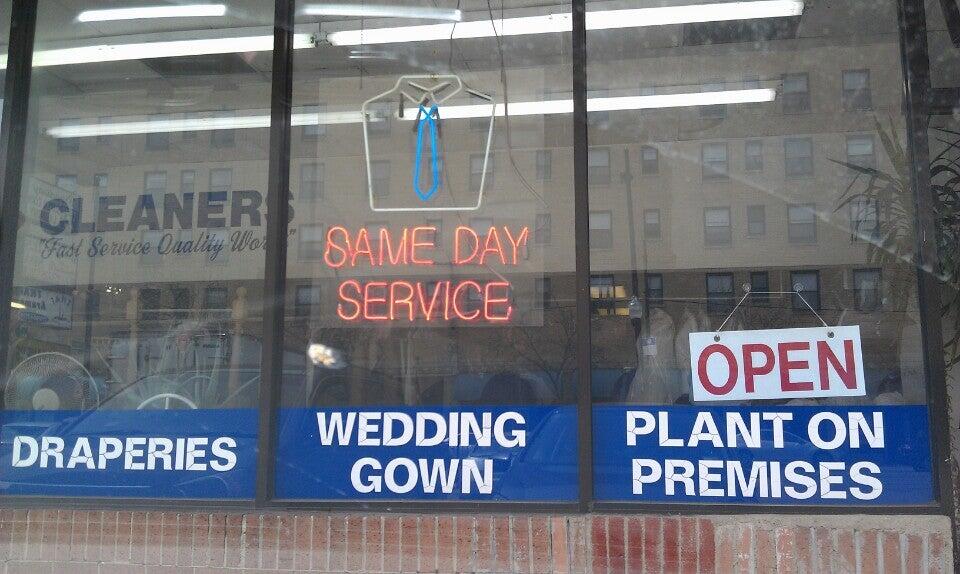 CLEANERS
"Fast Service Quality Work"
SAME DAY
SERVICE
OPEN
DRAPERIES
WEDDING
GOWN
PLANT ON
PREMISES